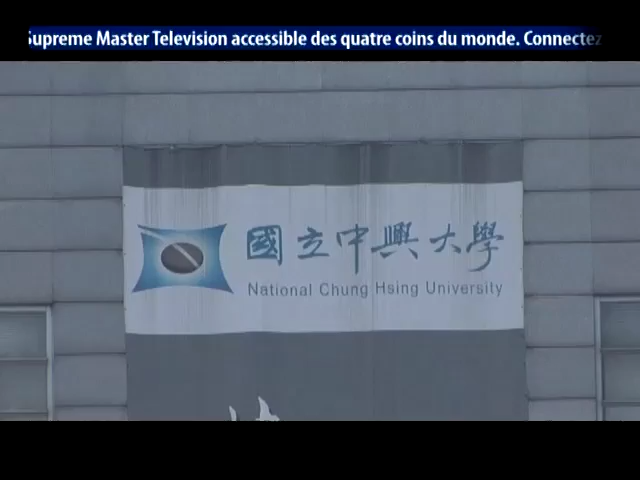 Supreme Master Television accessible des quatre coins du monde. Connectez
國立中興大學
National Chung Hsing University